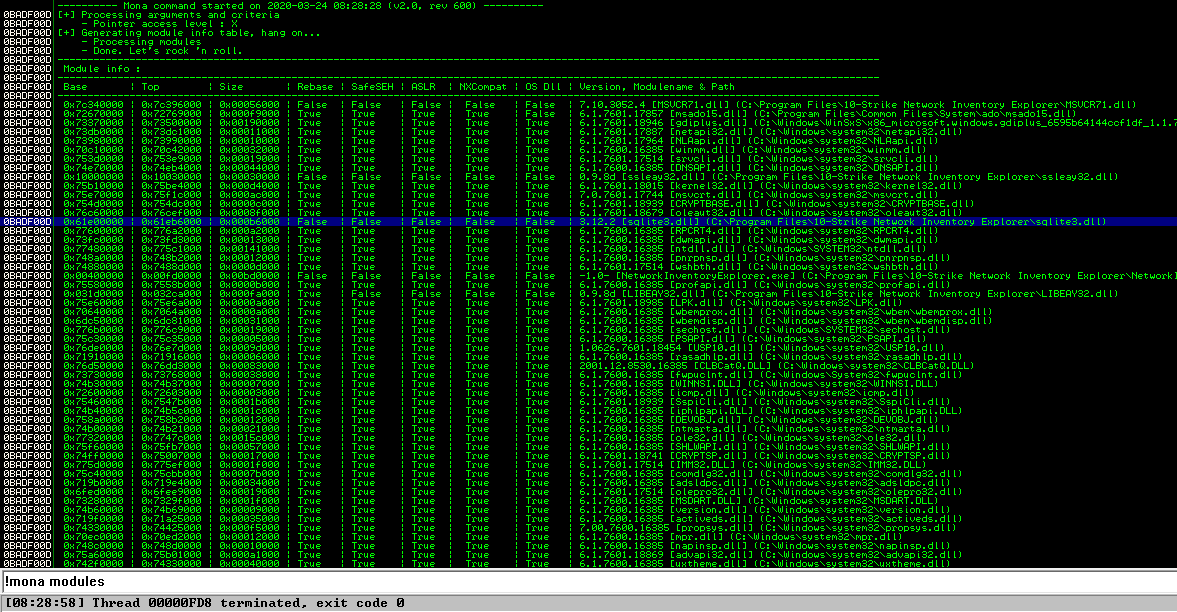 ---------- Mona command started on 2020-03-24 08:28:28 (v2.0, rev 600) ----------
0BADF00D [+] Processing arguments and criteria
0BADF00D - Pointer access level : X
0BADF00D [+] Generating module info table, hang on...
0BADF00D - Processing modules
0BADF00D - Done. Let's rock 'n roll.
0BADF00D -----------------------------------------------------------
0BADF00D Module info :
0BADF00D -----------------------------------------------------------
0BADF00D Base | Top | Size | Rebase | SafeSEH | ASLR | NXCompat | OS Dll | Version, Modulename & Path
0BADF00D -----------------------------------------------------------
0BADF00D 0x7c340000 | 0x7c396000 | 0x00056000 | False | False | False | False | False | 7.10.3052.4 [MSVCR71.dll] (C:\Program Files\10-Strike Network Inventory Explorer\MSVCR71.dll)
0BADF00D 0x72670000 | 0x72769000 | 0x000f9000 | True | True | True | True | False | 6.1.7601.17857 [msado15.dll] (C:\Program Files\Common Files\System\ado\msado15.dll)
0BADF00D 0x73370000 | 0x73500000 | 0x00190000 | True | True | True | True | True | 6.1.7601.18946 [gdiplus.dll] (C:\Windows\WinSxS\x86_microsoft.windows.gdiplus_6595b64144ccf1df_1.1.7
0BADF00D 0x73db0000 | 0x73dc1000 | 0x00011000 | True | True | True | True | True | 6.1.7601.17887 [netapi32.dll] (C:\Windows\system32\netapi32.dll)
0BADF00D 0x73980000 | 0x73990000 | 0x00010000 | True | True | True | True | True | 6.1.7601.17964 [NLAapi.dll] (C:\Windows\system32\NLAapi.dll)
0BADF00D 0x70c10000 | 0x70c42000 | 0x00032000 | True | True | True | True | True | 6.1.7600.16385 [winmm.dll] (C:\Windows\system32\winmm.dll)
0BADF00D 0x753d0000 | 0x753e9000 | 0x00019000 | True | True | True | True | True | 6.1.7601.17514 [srvcli.dll] (C:\Windows\system32\srvcli.dll)
0BADF00D 0x74e70000 | 0x74eb4000 | 0x00044000 | True | True | True | True | True | 6.1.7600.16385 [DNSAPI.dll] (C:\Windows\system32\DNSAPI.dll)
0BADF00D 0x10000000 | 0x10030000 | 0x00030000 | False | False | False | False | False | 0.9.8d [ssleay32.dll] (C:\Program Files\10-Strike Network Inventory Explorer\ssleay32.dll)
0BADF00D 0x75b10000 | 0x75be4000 | 0x000d4000 | True | True | True | True | True | 6.1.7601.18015 [kernel32.dll] (C:\Windows\system32\kernel32.dll)
0BADF00D 0x75e70000 | 0x75f1c000 | 0x000ac000 | True | True | True | True | True | 7.0.7601.17744 [msvcrt.dll] (C:\Windows\system32\msvcrt.dll)
0BADF00D 0x754d0000 | 0x754dc000 | 0x0000c000 | True | True | True | True | True | 6.1.7601.18939 [CRYPTBASE.dll] (C:\Windows\system32\CRYPTBASE.dll)
0BADF00D 0x76c60000 | 0x76cef000 | 0x0008f000 | True | True | True | True | True | 6.1.7601.18679 [oleaut32.dll] (C:\Windows\system32\oleaut32.dll)
0BADF00D 0x61e00000 | 0x61eb6000 | 0x000b6000 | False | False | False | False | False | 3.12.2 [sqlite3.dll] (C:\Program Files\10-Strike Network Inventory Explorer\sqlite3.dll)
0BADF00D 0x77600000 | 0x776a2000 | 0x000a2000 | True | True | True | True | True | 6.1.7600.16385 [RPCRT4.dll] (C:\Windows\system32\RPCRT4.dll)
0BADF00D 0x73fc0000 | 0x73fd3000 | 0x00013000 | True | True | True | True | True | 6.1.7600.16385 [dwmapi.dll] (C:\Windows\system32\dwmapi.dll)
0BADF00D 0x77480000 | 0x775c1000 | 0x00141000 | True | True | True | True | True | 6.1.7600.16385 [ntdll.dll] (C:\Windows\SYSTEM32\ntdll.dll)
0BADF00D 0x748a0000 | 0x748b2000 | 0x00012000 | True | True | True | True | True | 6.1.7600.16385 [pnrpnsp.dll] (C:\Windows\system32\pnrpnsp.dll)
0BADF00D 0x74880000 | 0x7488d000 | 0x0000d000 | True | True | True | True | True | 6.1.7601.17514 [wshbth.dll] (C:\Windows\system32\wshbth.dll)
0BADF00D 0x00400000 | 0x00fd0000 | 0x00bd0000 | False | False | False | False | False | -1.0- [NetworkInventoryExplorer.exe] (C:\Program Files\10-Strike Network Inventory Explorer\Network
0BADF00D 0x75580000 | 0x7558b000 | 0x0000b000 | True | True | True | True | True | 6.1.7600.16385 [profapi.dll] (C:\Windows\system32\profapi.dll)
0BADF00D 0x031d0000 | 0x032ca000 | 0x000fa000 | True | False | False | False | False | 0.9.8d [LIBEAY32.dll] (C:\Program Files\10-Strike Network Inventory Explorer\LIBEAY32.dll)
0BADF00D 0x75e60000 | 0x75e6a000 | 0x0000a000 | True | True | True | True | True | 6.1.7601.18985 [LPK.dll] (C:\Windows\system32\LPK.dll)
0BADF00D 0x70640000 | 0x7064a000 | 0x0000a000 | True | True | True | True | True | 6.1.7600.16385 [wbemprox.dll] (C:\Windows\system32\wbem\wbemprox.dll)
0BADF00D 0x6dc50000 | 0x6dc81000 | 0x00031000 | True | True | True | True | True | 6.1.7600.16385 [wbemdisp.dll] (C:\Windows\system32\wbem\wbemdisp.dll)
0BADF00D 0x776b0000 | 0x776c9000 | 0x00019000 | True | True | True | True | True | 6.1.7600.16385 [sechost.dll] (C:\Windows\SYSTEM32\sechost.dll)
0BADF00D 0x75c30000 | 0x75c35000 | 0x00005000 | True | True | True | True | True | 6.1.7600.16385 [PSAPI.dll] (C:\Windows\system32\PSAPI.dll)
0BADF00D 0x76e70000 | 0x76e7d000 | 0x0009d000 | True | True | True | True | True | 1.0626.7601.18454 [USP10.dll] (C:\Windows\system32\USP10.dll)
0BADF00D 0x71910000 | 0x71916000 | 0x00006000 | True | True | True | True | True | 6.1.7600.16385 [rasadhlp.dll] (C:\Windows\system32\rasadhlp.dll)
0BADF00D 0x76d50000 | 0x76dd3000 | 0x00083000 | True | True | True | True | True | 2001.12.8530.16385 [CLBCatQ.DLL] (C:\Windows\system32\CLBCatQ.DLL)
0BADF00D 0x73730000 | 0x73768000 | 0x00038000 | True | True | True | True | True | 6.1.7600.16385 [fwpuclnt.dll] (C:\Windows\System32\fwpuclnt.dll)
0BADF00D 0x74b30000 | 0x74b37000 | 0x00007000 | True | True | True | True | True | 6.1.7600.16385 [WINNSI.DLL] (C:\Windows\system32\WINNSI.DLL)
0BADF00D 0x72600000 | 0x72603000 | 0x00003000 | True | True | True | True | True | 6.1.7600.16385 [icmp.dll] (C:\Windows\system32\icmp.dll)
0BADF00D 0x75460000 | 0x7547b000 | 0x0001b000 | True | True | True | True | True | 6.1.7601.18939 [SspiCli.dll] (C:\Windows\system32\SspiCli.dll)
0BADF00D 0x74b40000 | 0x74b5c000 | 0x0001c000 | True | True | True | True | True | 6.1.7600.16385 [iphlpapi.DLL] (C:\Windows\system32\iphlpapi.DLL)
0BADF00D 0x758a0000 | 0x758b2000 | 0x00012000 | True | True | True | True | True | 6.1.7600.16385 [DEVOBJ.dll] (C:\Windows\system32\DEVOBJ.dll)
0BADF00D 0x74b00000 | 0x74b21000 | 0x00021000 | True | True | True | True | True | 6.1.7600.16385 [ntmarta.dll] (C:\Windows\system32\ntmarta.dll)
0BADF00D 0x77320000 | 0x7747c000 | 0x0015c000 | True | True | True | True | True | 6.1.7600.16385 [ole32.dll] (C:\Windows\system32\ole32.dll)
0BADF00D 0x75f60000 | 0x75fb7000 | 0x00057000 | True | True | True | True | True | 6.1.7600.16385 [SHLWAPI.dll] (C:\Windows\system32\SHLWAPI.dll)
0BADF00D 0x74ff0000 | 0x75007000 | 0x00017000 | True | True | True | True | True | 6.1.7601.18741 [CRYPTSP.dll] (C:\Windows\system32\CRYPTSP.dll)
0BADF00D 0x775d0000 | 0x775ef000 | 0x0001f000 | True | True | True | True | True | 6.1.7601.17514 [IMM32.DLL] (C:\Windows\system32\IMM32.DLL)
0BADF00D 0x75c40000 | 0x75cbb000 | 0x0007b000 | True | True | True | True | True | 6.1.7600.16385 [comdlg32.dll] (C:\Windows\system32\comdlg32.dll)
0BADF00D 0x719b0000 | 0x719e4000 | 0x00034000 | True | True | True | True | True | 6.1.7600.16385 [adsldpc.dll] (C:\Windows\system32\adsldpc.dll)
0BADF00D 0x6fed0000 | 0x6fee9000 | 0x00019000 | True | True | True | True | True | 6.1.7601.17514 [olepro32.dll] (C:\Windows\system32\olepro32.dll)
0BADF00D 0x73280000 | 0x7329f000 | 0x0001f000 | True | True | True | True | True | 6.1.7600.16385 [MSDART.DLL] (C:\Windows\system32\MSDART.DLL)
0BADF00D 0x74b60000 | 0x74b69000 | 0x00009000 | True | True | True | True | True | 6.1.7600.16385 [version.dll] (C:\Windows\system32\version.dll)
0BADF00D 0x719f0000 | 0x71a25000 | 0x00035000 | True | True | True | True | True | 6.1.7600.16385 [activeds.dll] (C:\Windows\system32\activeds.dll)
0BADF00D 0x74330000 | 0x74425000 | 0x000f5000 | True | True | True | True | True | 7.00.7600.16385 [propsys.dll] (C:\Windows\system32\propsys.dll)
0BADF00D 0x70ec0000 | 0x70ed2000 | 0x00012000 | True | True | True | True | True | 6.1.7600.16385 [mpr.dll] (C:\Windows\system32\mpr.dll)
0BADF00D 0x748c0000 | 0x748d0000 | 0x00010000 | True | True | True | True | True | 6.1.7600.16385 [napinsp.dll] (C:\Windows\system32\napinsp.dll)
0BADF00D 0x75a60000 | 0x75b01000 | 0x000a1000 | True | True | True | True | True | 6.1.7601.18869 [advapi32.dll] (C:\Windows\system32\advapi32.dll)
0BADF00D 0x742f0000 | 0x74330000 | 0x00040000 | True | True | True | True | True | 6.1.7600.16385 [uxtheme.dll] (C:\Windows\system32\uxtheme.dll)
!mona modules
[08:28:58] Thread 00000FD8 terminated, exit code 0